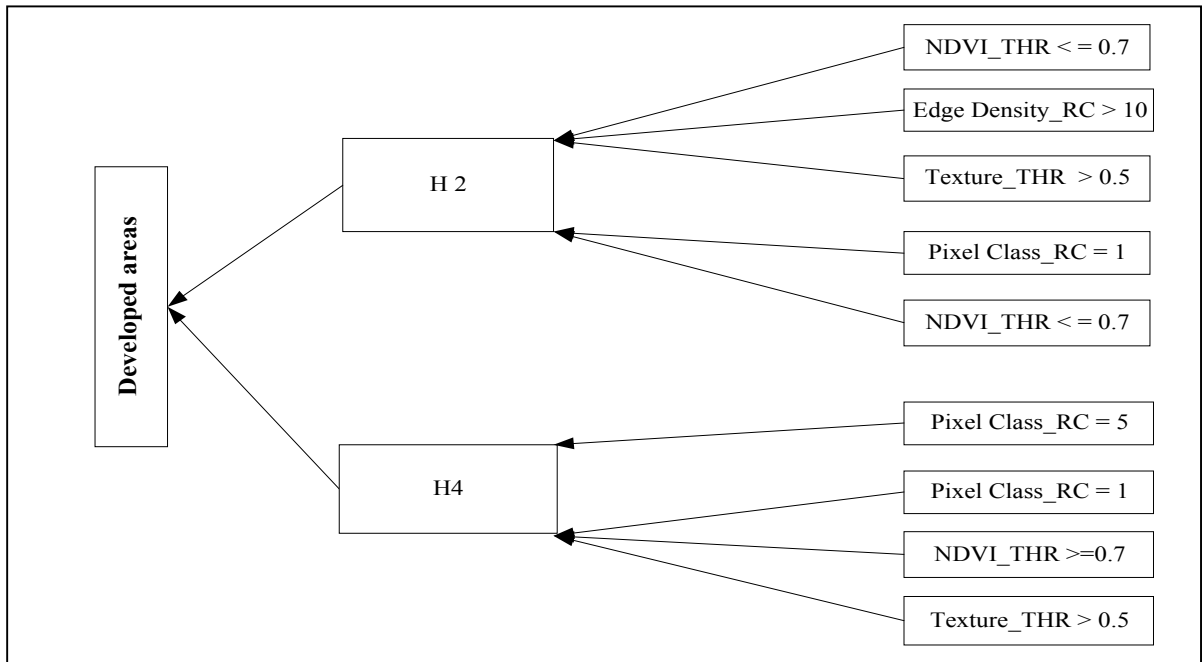 Developed areas
H 2
NDVI_THR < = 0.7
Edge Density_RC > 10
Texture_THR > 0.5
Pixel Class_RC = 1
NDVI_THR < = 0.7
H4
Pixel Class_RC = 5
Pixel Class_RC = 1
NDVI_THR >=0.7
Texture_THR > 0.5